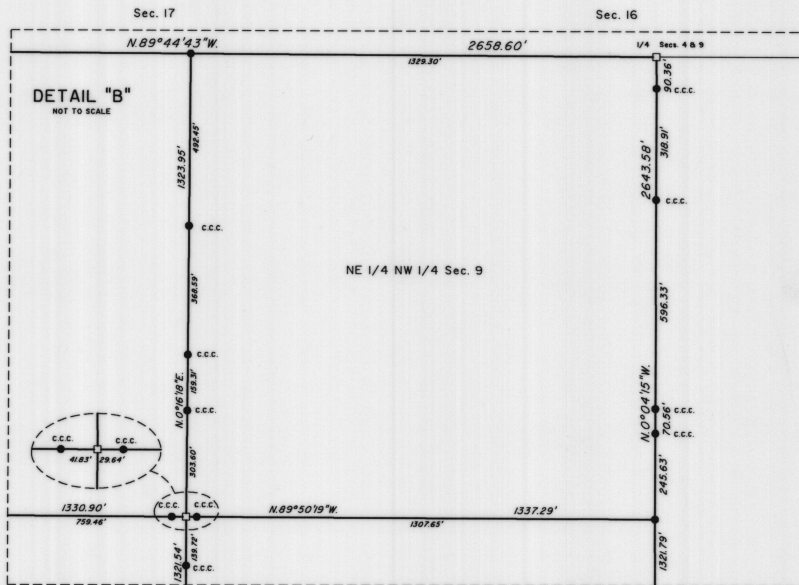 Sec. 17
Sec. 16
N.89°44'43"W.
2658.60'
1/4 Secs. 4 & 9
1329.30'
DETAIL "B"
NOT TO SCALE
90.36'
C.C.C.
318.91'
2643.58'
C.C.C.
492.45'
1323.95'
C.C.C.
NE 1/4 NW 1/4 Sec. 9
368.59'
596.33'
C.C.C.
159.31'
N.0°16'18"E.
C.C.C.
N.0°04'15"W.
C.C.C.
70.56'
C.C.C.
C.C.C.
C.C.C.
41.83'
29.64'
303.60'
245.63'
1330.90'
C.C.C.
C.C.C.
N.89°50'19"W.
1337.29'
759.46'
1307.65'
1321.54'
139.72'
C.C.C.
1321.79'